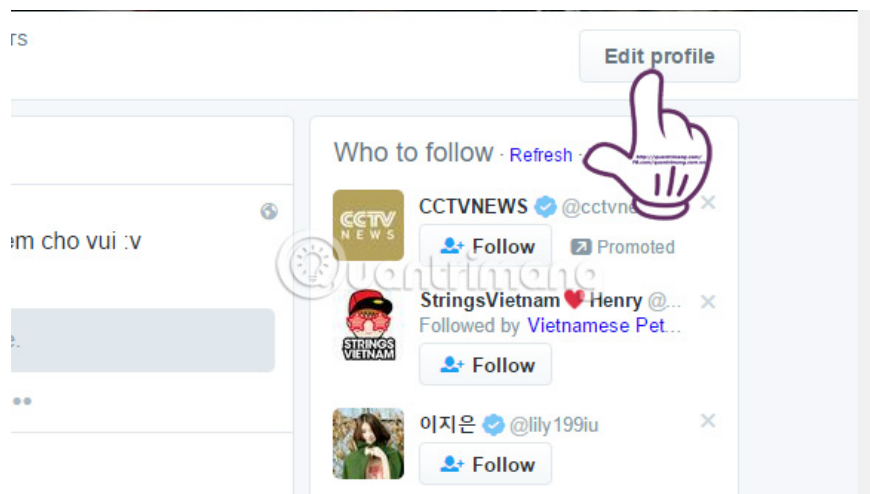 TS
Edit profile
Who to follow · Refresh ·
CCTV
NEWS
CCTVNEWS @cctvne
Follow
Promoted
em cho vui :v
Quantrimang
StringsVietnam Henry @...
Followed by Vietnamese Pet...
STRINGS
VIETNAM
Follow
e.
이지은 @lily199iu
Follow